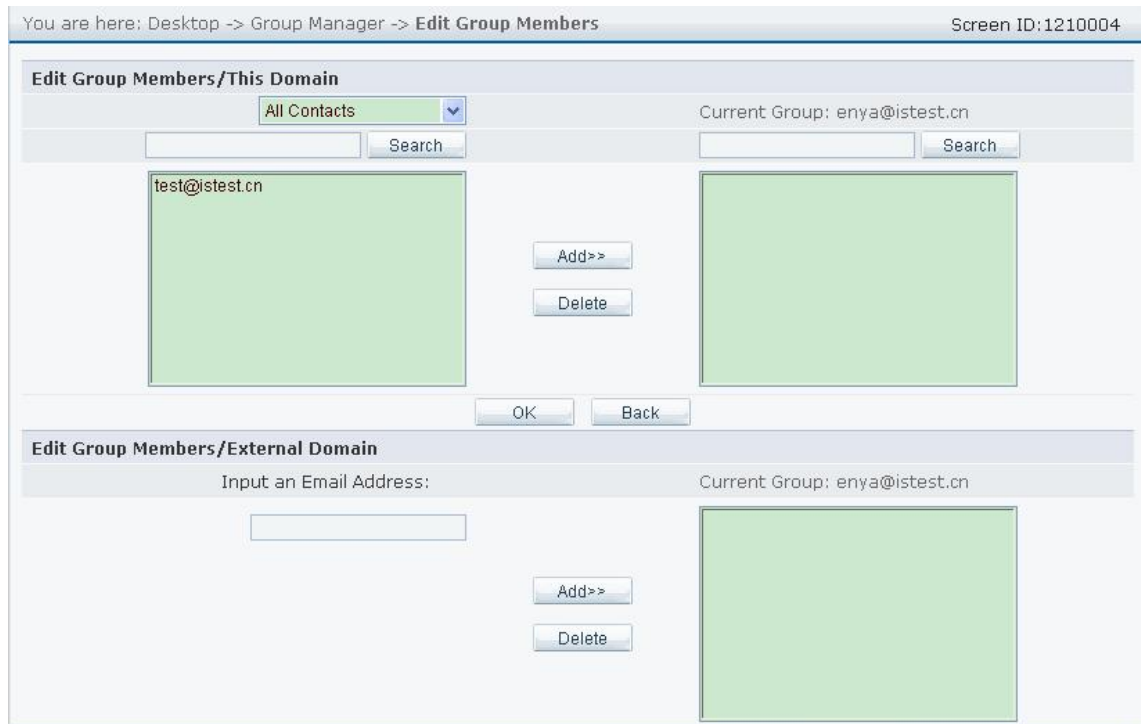 You are here: Desktop -> Group Manager -> Edit Group Members Screen ID:1210004
Edit Group Members/This Domain
All Contacts Current Group: enya@istest.cn
Search Search
test@istest.cn
Add>>
Delete
OK Back
Edit Group Members/External Domain
Input an Email Address: Current Group: enya@istest.cn
Add>>
Delete